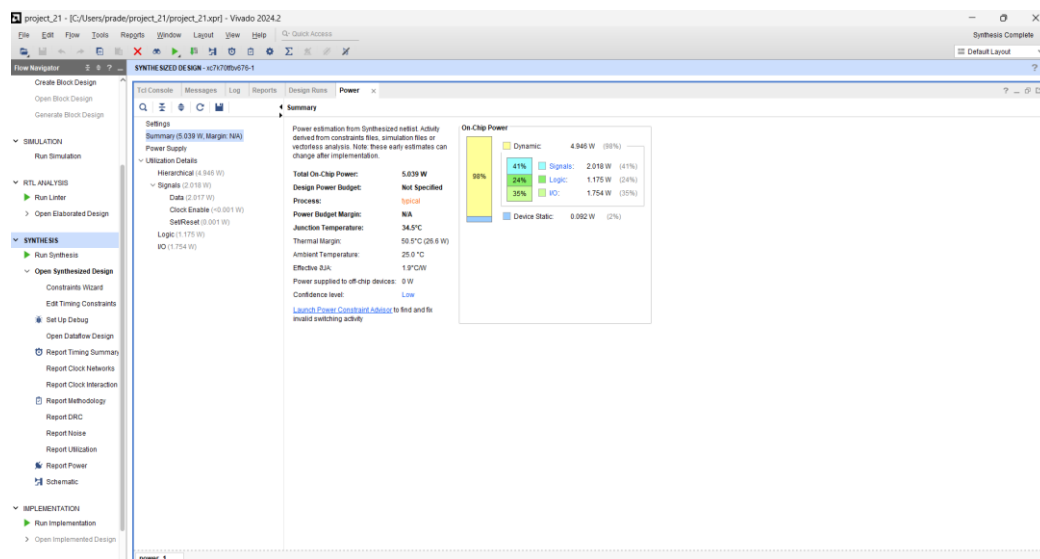 project_21 - [C:/Users/prade/project_21/project_21.xpr] - Vivado 2024.2
File Edit Flow Tools Reports Window Layout View Help Quick Access
Synthesis Complete
Default Layout
Flow Navigator
SYNTHESIZED DESIGN - xc7k70tfbv676-1
Create Block Design
Open Block Design
Generate Block Design
SIMULATION
Run Simulation
RTL ANALYSIS
Run Linter
Open Elaborated Design
SYNTHESIS
Run Synthesis
Open Synthesized Design
Constraints Wizard
Edit Timing Constraints
Set Up Debug
Open Dataflow Design
Report Timing Summary
Report Clock Networks
Report Clock Interaction
Report Methodology
Report DRC
Report Noise
Report Utilization
Report Power
Schematic
IMPLEMENTATION
Run Implementation
Open Implemented Design
Tcl Console Messages Log Reports Design Runs Power
Settings
Summary (5.039 W, Margin: N/A)
Power Supply
Utilization Details
Hierarchical (4.946 W)
Signals (2.018 W)
Data (2.017 W)
Clock Enable (<0.001 W)
Set/Reset (0.001 W)
Logic (1.175 W)
I/O (1.754 W)
Summary
Power estimation from Synthesized netlist. Activity
derived from constraints files, simulation files or
vectorless analysis. Note: these early estimates can
change after implementation.
Total On-Chip Power: 5.039 W
Design Power Budget: Not Specified
Process: typical
Power Budget Margin: N/A
Junction Temperature: 34.5°C
Thermal Margin: 50.5°C (26.6 W)
Ambient Temperature: 25.0 °C
Effective ϑJA: 1.9°C/W
Power supplied to off-chip devices: 0 W
Confidence level: Low
Launch Power Constraint Advisor to find and fix
invalid switching activity
On-Chip Power
98%
Dynamic: 4.946 W (98%)
41% Signals: 2.018 W (41%)
24% Logic: 1.175 W (24%)
35% I/O: 1.754 W (35%)
Device Static: 0.092 W (2%)
power_1